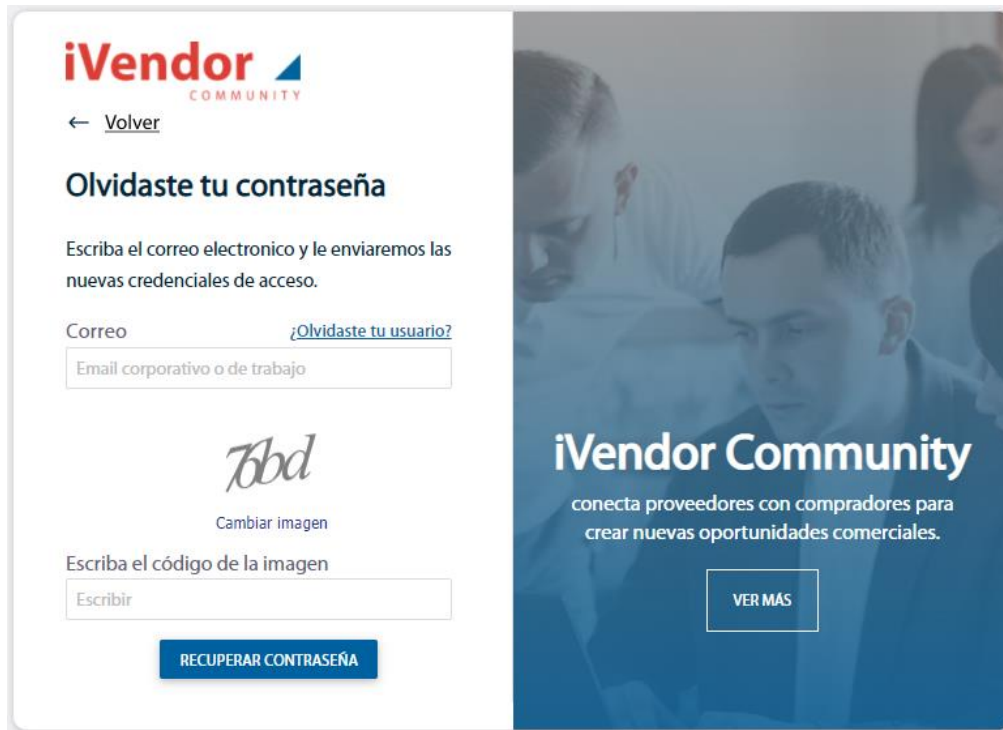 iVendor
COMMUNITY
← Volver
Olvidaste tu contraseña
Escriba el correo electronico y le enviaremos las
nuevas credenciales de acceso.
Correo
¿Olvidaste tu usuario?
Email corporativo o de trabajo
Cambiar imagen
Escriba el código de la imagen
Escribir
RECUPERAR CONTRASEÑA
iVendor Community
conecta proveedores con compradores para
crear nuevas oportunidades comerciales.
VER MÁS